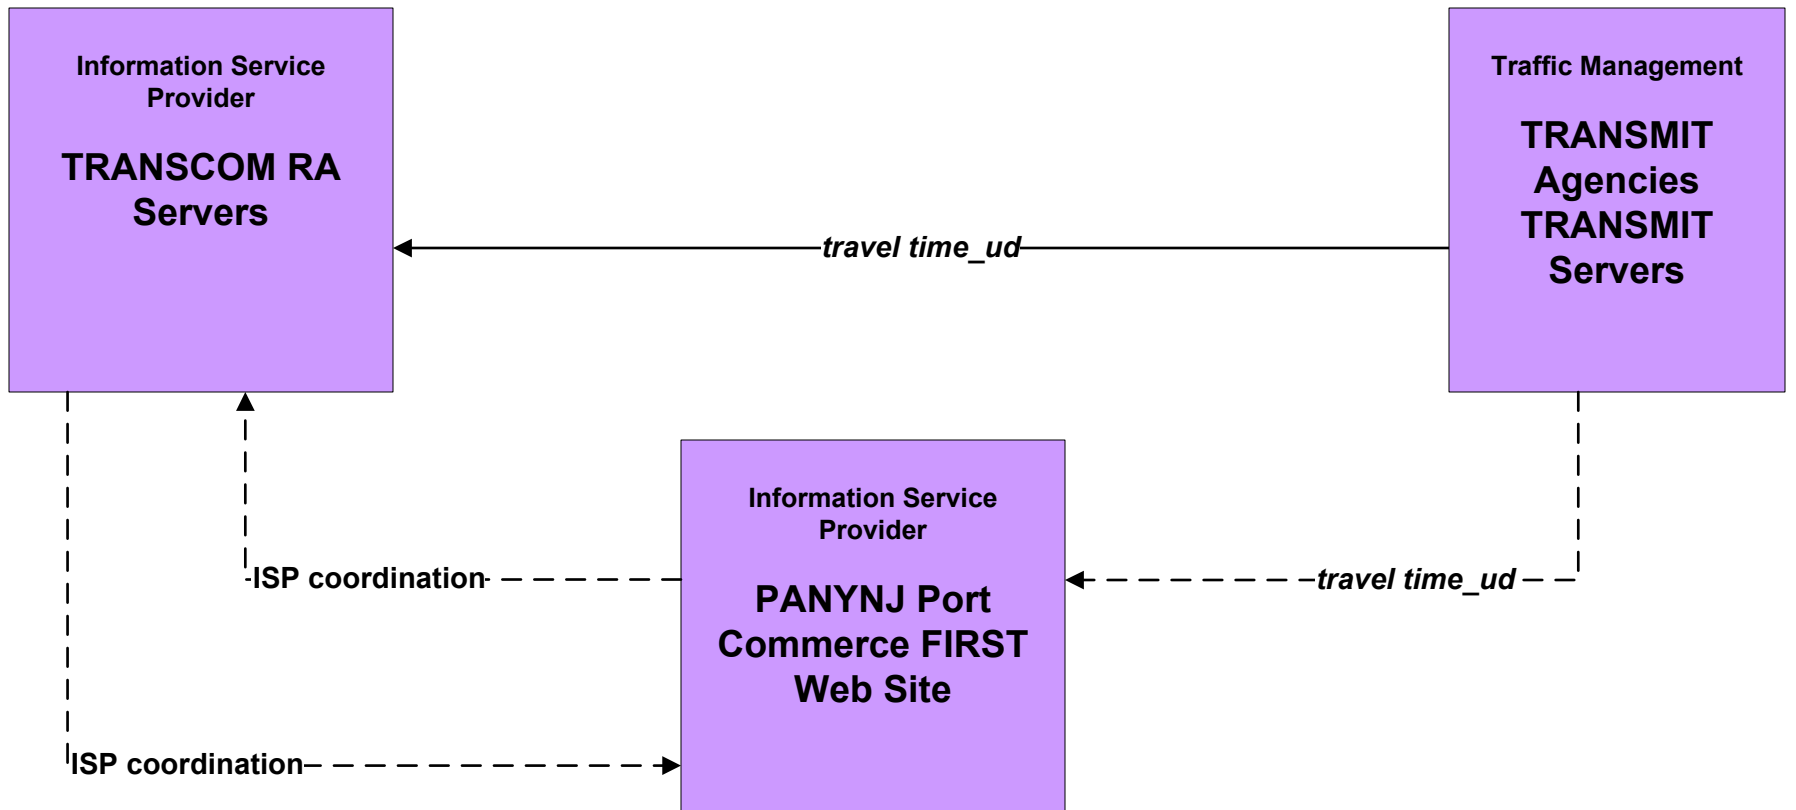 Information Service
Provider
TRANSCOM RA
Servers
Traffic Management
TRANSMIT
Agencies
TRANSMIT
Servers
travel time_ud
Information Service
Provider
PANYNJ Port
Commerce FIRST
Web Site
ISP coordination
travel time_ud
ISP coordination